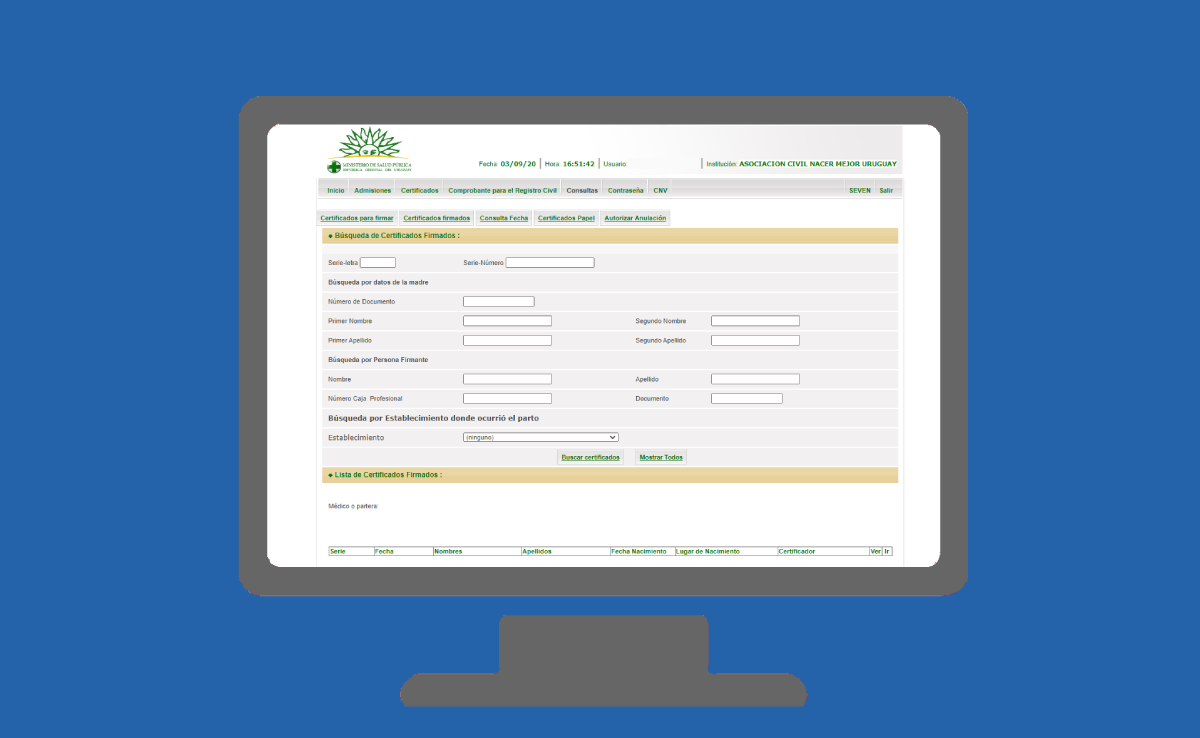 MINISTERIO DE SALUD PUBLICA
REPUBLICA ORIENTAL DEL URUGUAY
Fecha: 03/09/20 Hora: 16:51:42 Usuario: Institución: ASOCIACION CIVIL NACER MEJOR URUGUAY
Inicio Admisiones Certificados Comprobante para el Registro Civil Consultas Contraseña CNV SEVEN Salir
Certificados para firmar Certificados firmados Consulta Fecha Certificados Papel Autorizar Anulación
Búsqueda de Certificados Firmados :
Serie-letra Serie-Número
Búsqueda por datos de la madre
Número de Documento
Primer Nombre Segundo Nombre
Primer Apellido Segundo Apellido
Búsqueda por Persona Firmante
Nombre Apellido
Número Caja Profesional Documento
Búsqueda por Establecimiento donde ocurrió el parto
Establecimiento (ninguno)
Buscar certificados Mostrar Todos
Lista de Certificados Firmados :
Médico o partera:
Serie Fecha Nombres Apellidos Fecha Nacimiento Lugar de Nacimiento Certificador Ver Ir